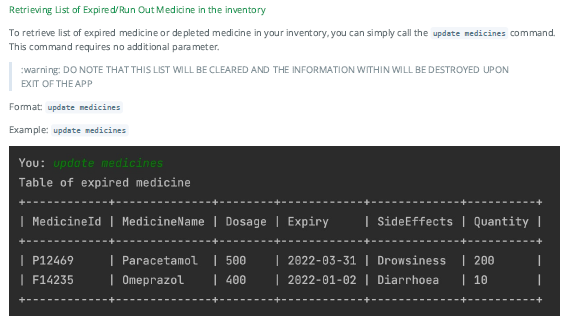 Retrieving List of Expired/Run Out Medicine in the inventory
To retrieve list of expired medicine or depleted medicine in your inventory, you can simply call the update medicines command.
This command requires no additional parameter.
:warning: DO NOTE THAT THIS LIST WILL BE CLEARED AND THE INFORMATION WITHIN WILL BE DESTROYED UPON
EXIT OF THE APP
Format: update medicines
Example: update medicines
You: update medicines
Table of expired medicine
+------------+--------------+--------+------------+-------------+----------+
| MedicineId | MedicineName | Dosage | Expiry | SideEffects | Quantity |
+------------+--------------+--------+------------+-------------+----------+
| P12469 | Paracetamol | 500 | 2022-03-31 | Drowsiness | 200 |
| F14235 | Omeprazol | 400 | 2022-01-02 | Diarrhoea | 10 |
+------------+--------------+--------+------------+-------------+----------+